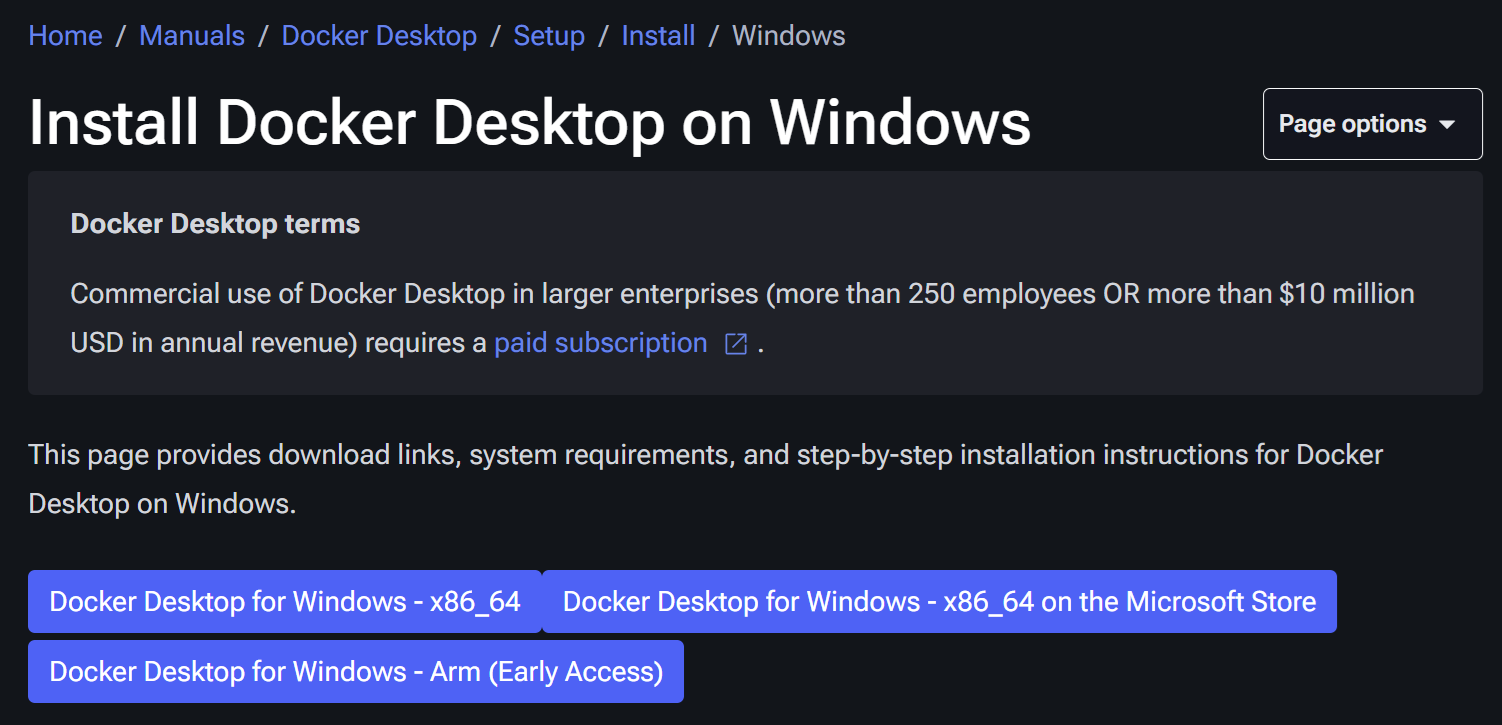 Home / Manuals / Docker Desktop / Setup / Install / Windows
Install Docker Desktop on Windows
Page options
Docker Desktop terms
Commercial use of Docker Desktop in larger enterprises (more than 250 employees OR more than $10 million
USD in annual revenue) requires a paid subscription .
This page provides download links, system requirements, and step-by-step installation instructions for Docker
Desktop on Windows.
Docker Desktop for Windows - x86_64
Docker Desktop for Windows - x86_64 on the Microsoft Store
Docker Desktop for Windows - Arm (Early Access)